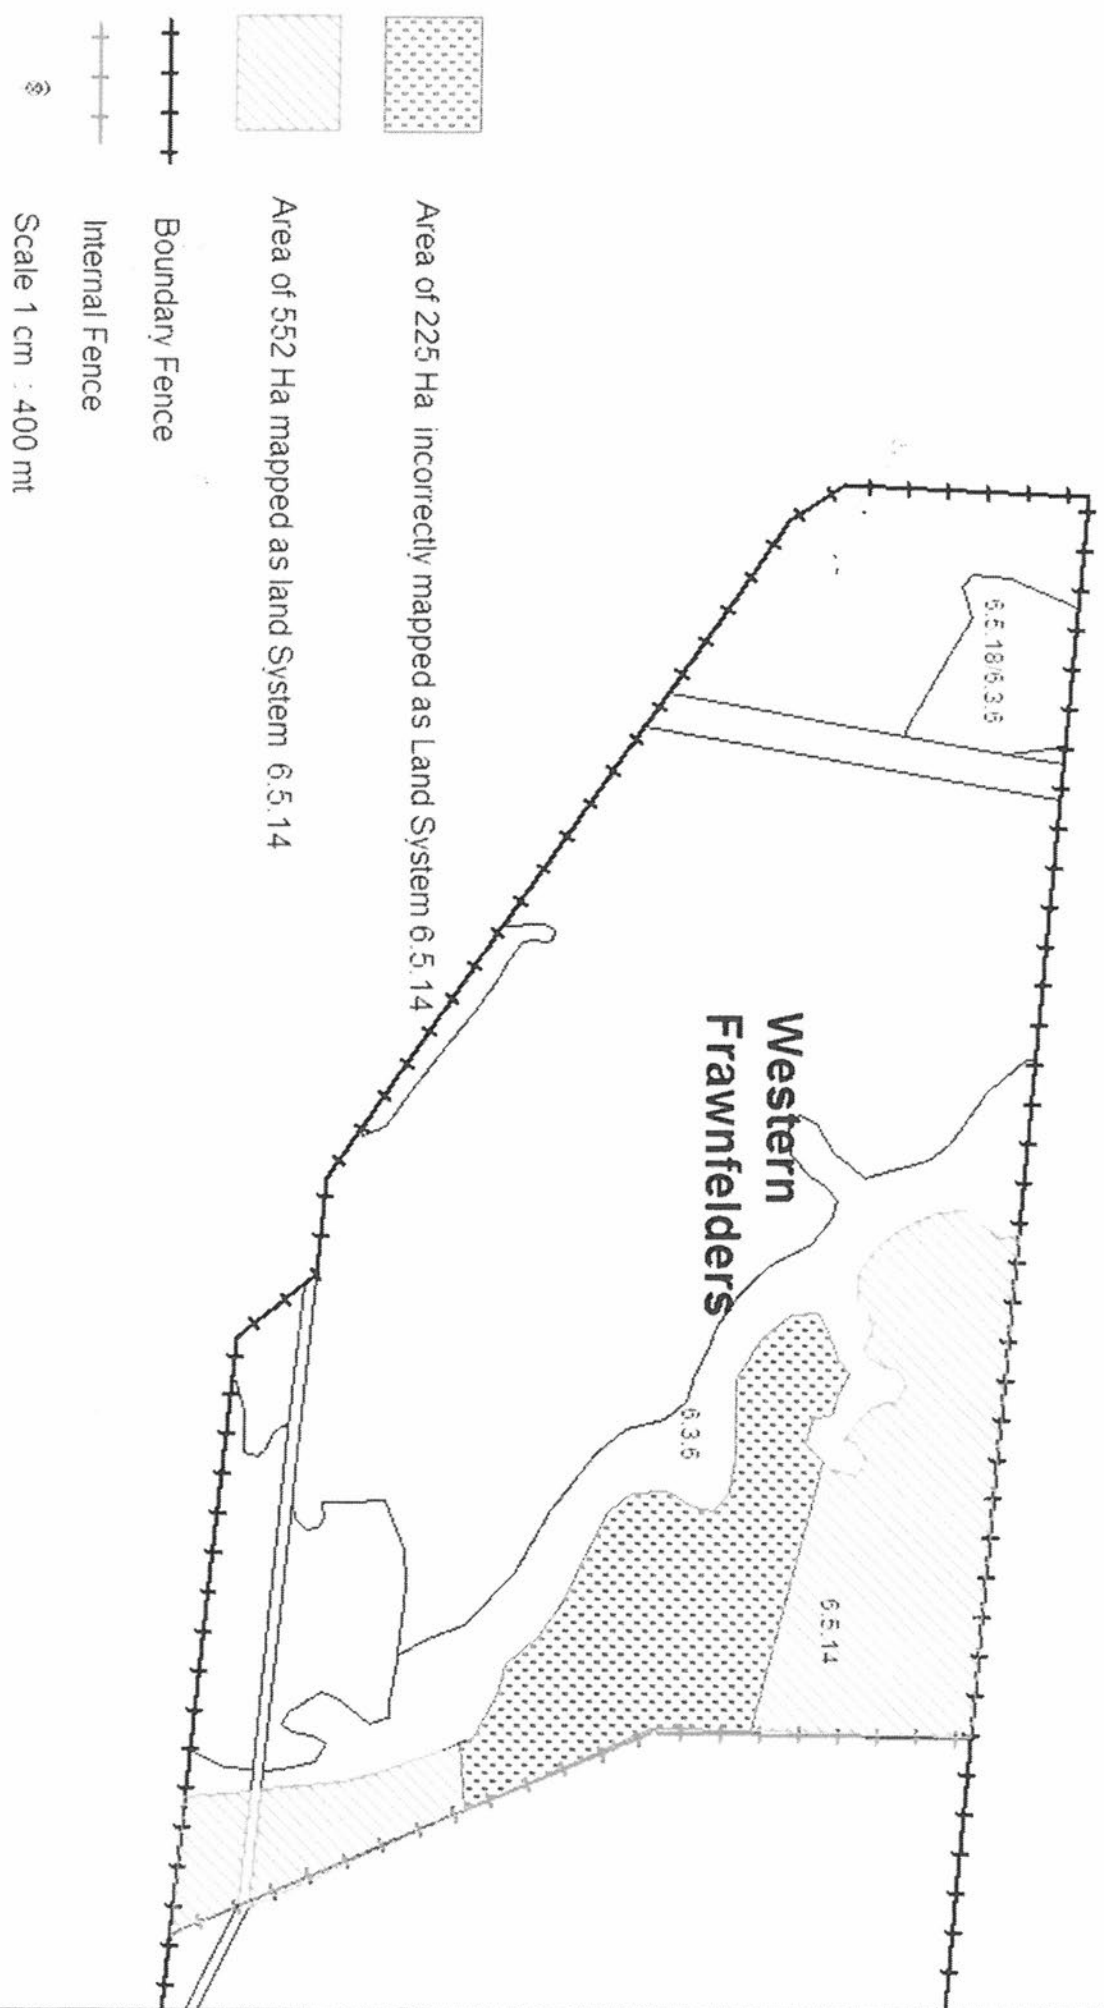 6.5.18/6.3.6
Western
Frawnfelders
6.3.6
6.5.14
Area of 225 Ha incorrectly mapped as Land System 6.5.14
Area of 552 Ha mapped as land System 6.5.14
Boundary Fence
Internal Fence
Scale 1 cm : 400 mt